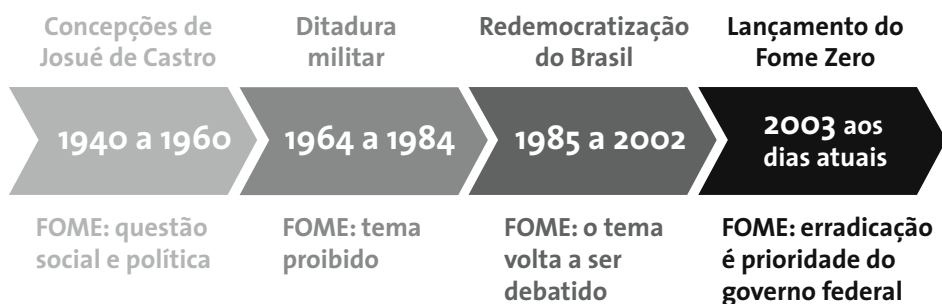 Concepções de
Josué de Castro
Ditadura
militar
Redemocratização
do Brasil
Lançamento do
Fome Zero
1940 a 1960
1964 a 1984
1985 a 2002
2003 aos
dias atuais
FOME: questão
social e política
FOME: tema
proibido
FOME: o tema
volta a ser
debatido
FOME: erradicação
é prioridade do
governo federal